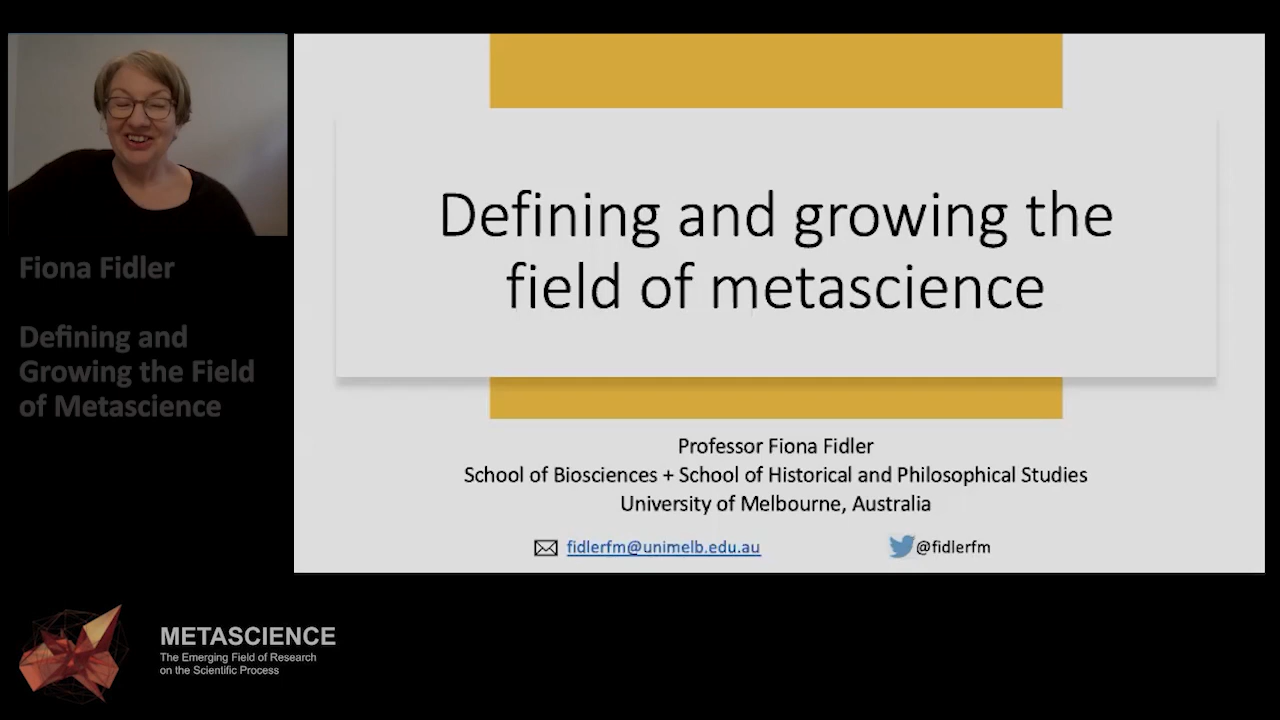 Fiona Fidler
Defining and
Growing the Field
of Metascience
Defining and growing the
field of metascience
Professor Fiona Fidler
School of Biosciences + School of Historical and Philosophical Studies
University of Melbourne, Australia
fidlerfm@unimelb.edu.au
@fidlerfm
METASCIENCE
The Emerging Field of Research
on the Scientific Process